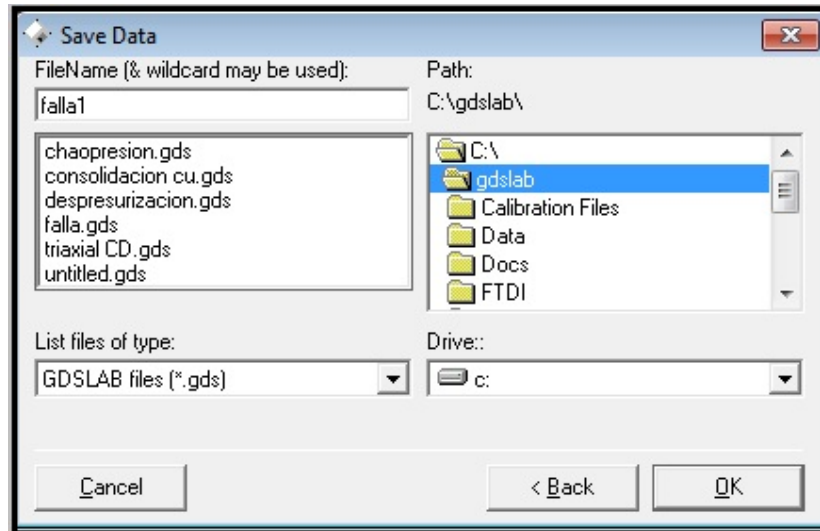 Save Data
FileName (& wildcard may be used):
falla1
chaopresion.gds
consolidacion cu.gds
despresurizacion.gds
falla.gds
triaxial CD.gds
untitled.gds
List files of type:
GDSLAB files (*.gds)
Path:
C:\gdslab\
C:\
gdslab
Calibration Files
Data
Docs
FTDI
Drive::
c:
Cancel
< Back
OK